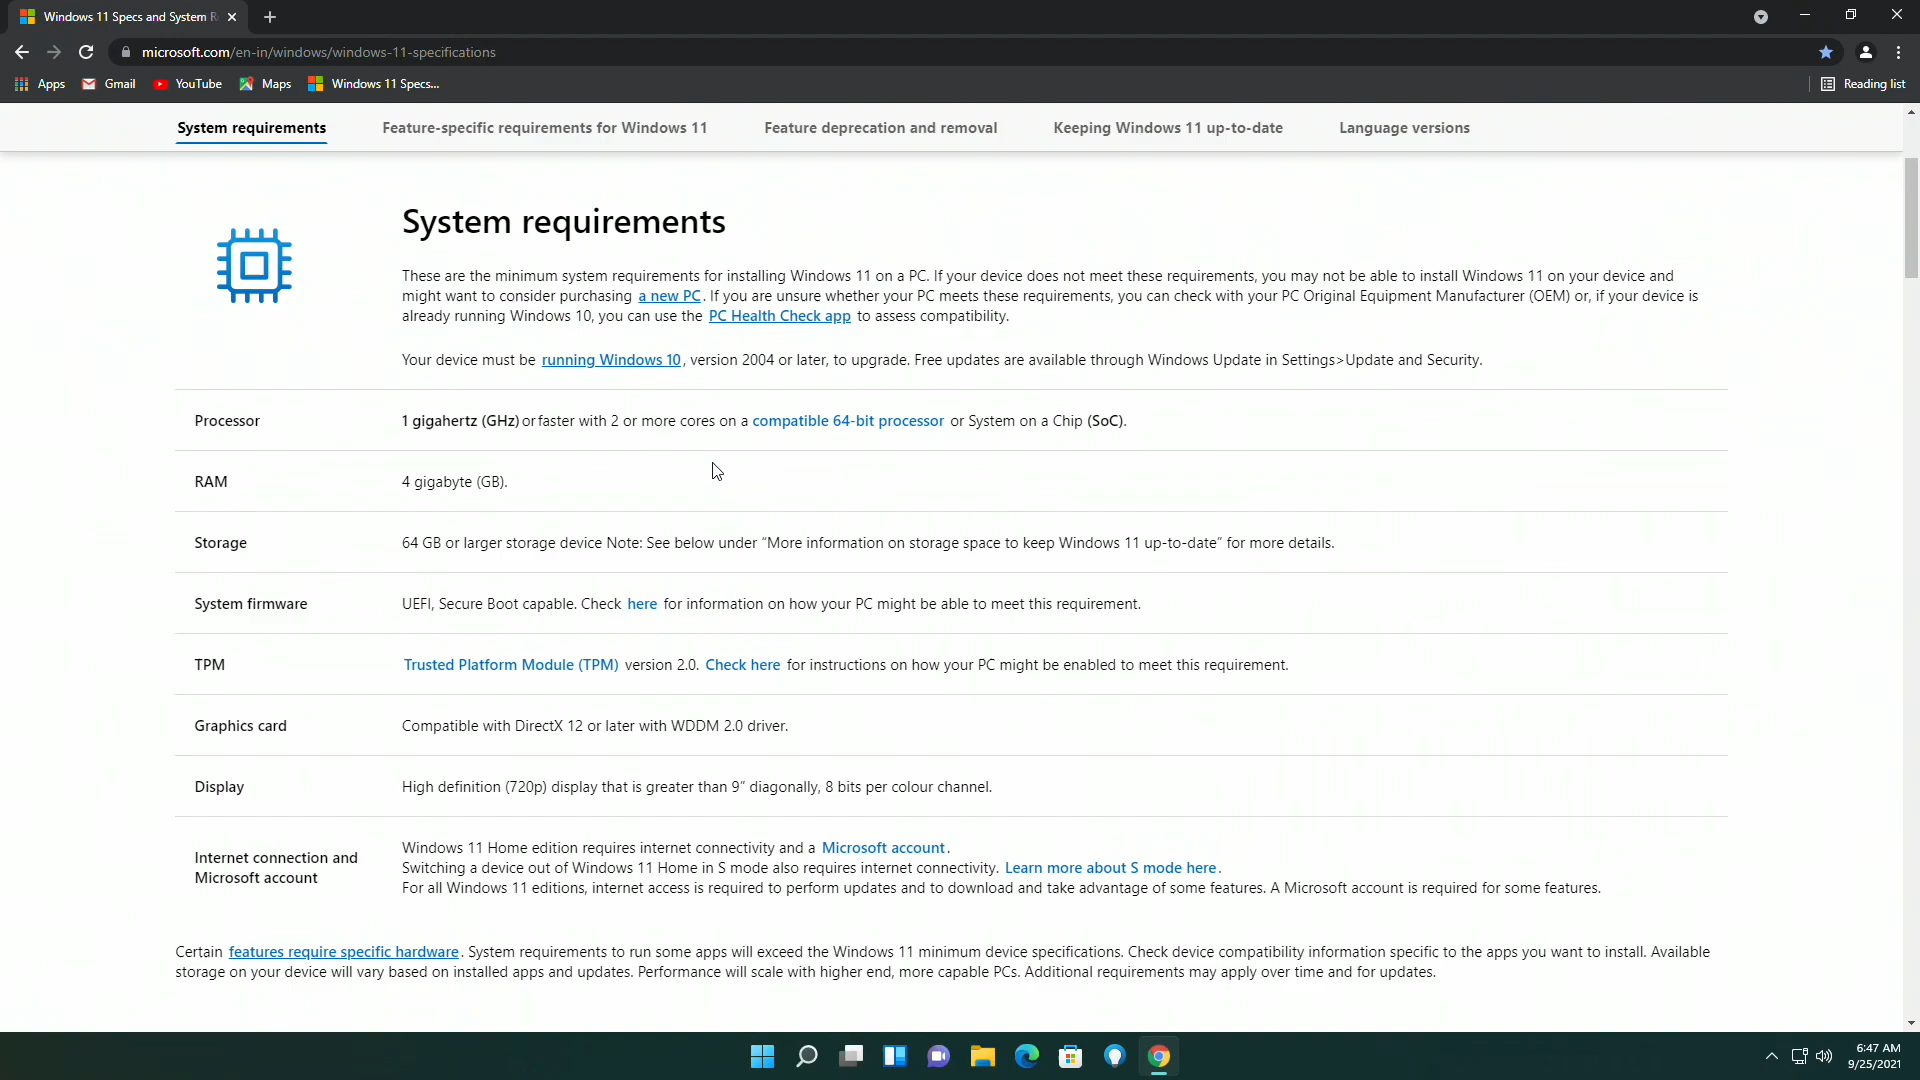 Windows 11 Specs and System R
microsoft.com/en-in/windows/windows-11-specifications
Apps Gmail YouTube Maps Windows 11 Specs... Reading list
System requirements Feature-specific requirements for Windows 11 Feature deprecation and removal Keeping Windows 11 up-to-date Language versions
System requirements
These are the minimum system requirements for installing Windows 11 on a PC. If your device does not meet these requirements, you may not be able to install Windows 11 on your device and
might want to consider purchasing a new PC. If you are unsure whether your PC meets these requirements, you can check with your PC Original Equipment Manufacturer (OEM) or, if your device is
already running Windows 10, you can use the PC Health Check app to assess compatibility.
Your device must be running Windows 10, version 2004 or later, to upgrade. Free updates are available through Windows Update in Settings>Update and Security.
Processor 1 gigahertz (GHz) or faster with 2 or more cores on a compatible 64-bit processor or System on a Chip (SoC).
RAM 4 gigabyte (GB).
Storage 64 GB or larger storage device Note: See below under “More information on storage space to keep Windows 11 up-to-date” for more details.
System firmware UEFI, Secure Boot capable. Check here for information on how your PC might be able to meet this requirement.
TPM Trusted Platform Module (TPM) version 2.0. Check here for instructions on how your PC might be enabled to meet this requirement.
Graphics card Compatible with DirectX 12 or later with WDDM 2.0 driver.
Display High definition (720p) display that is greater than 9” diagonally, 8 bits per colour channel.
Internet connection and
Microsoft account
Windows 11 Home edition requires internet connectivity and a Microsoft account.
Switching a device out of Windows 11 Home in S mode also requires internet connectivity. Learn more about S mode here.
For all Windows 11 editions, internet access is required to perform updates and to download and take advantage of some features. A Microsoft account is required for some features.
Certain features require specific hardware. System requirements to run some apps will exceed the Windows 11 minimum device specifications. Check device compatibility information specific to the apps you want to install. Available
storage on your device will vary based on installed apps and updates. Performance will scale with higher end, more capable PCs. Additional requirements may apply over time and for updates.
6:47 AM
9/25/2021